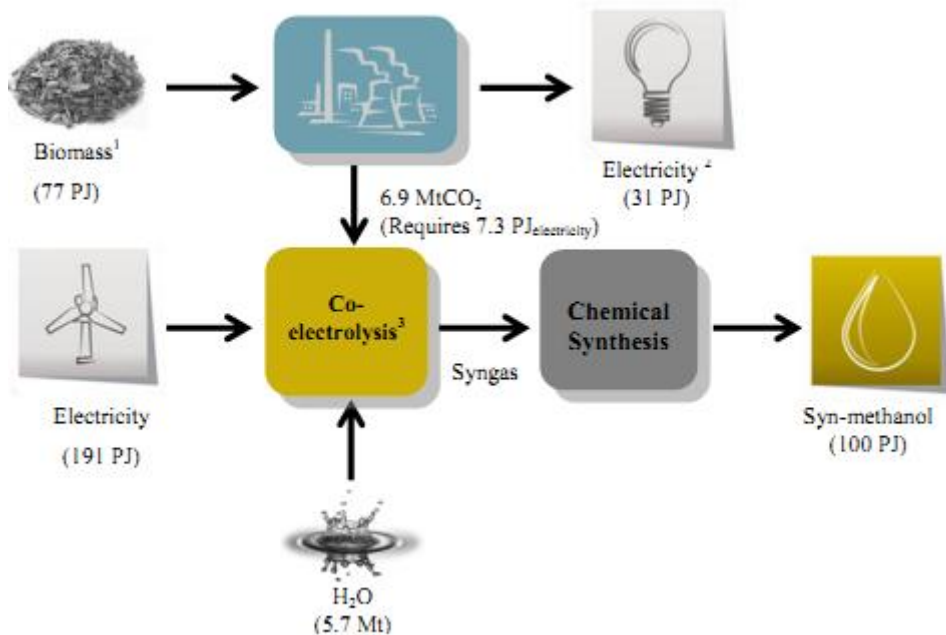 Biomass¹
(77 PJ)
Electricity ²
(31 PJ)
6.9 MtCO₂
(Requires 7.3 PJelectricity)
Co-
electrolysis³
Chemical
Synthesis
Syngas
Electricity
(191 PJ)
Syn-methanol
(100 PJ)
H₂O
(5.7 Mt)